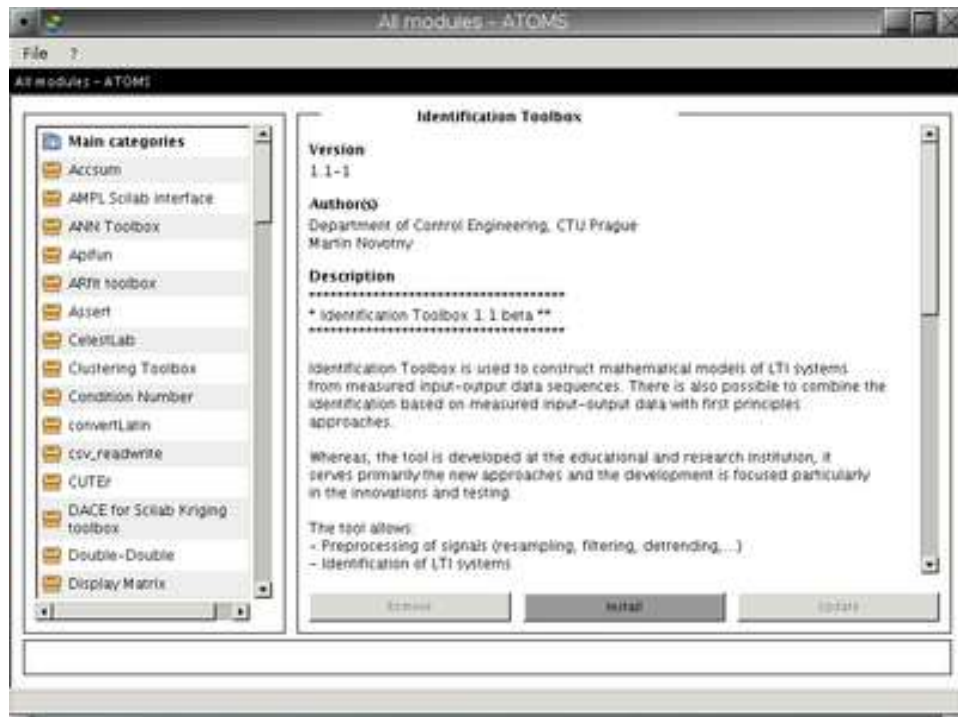 All modules - ATOMS
File ?
All modules - ATOMS
Main categories
Accsum
AMPL Scilab interface
ANN Toolbox
Apifun
ARfit toolbox
Assert
CelestLab
Clustering Toolbox
Condition Number
convertLatin
csv_readwrite
CUTEr
DACE for Scilab Kriging
toolbox
Double-Double
Display Matrix
Identification Toolbox
Version
1.1-1
Author(s)
Department of Control Engineering, CTU Prague
Martin Novotny
Description
************************************
* Identification Toolbox 1.1 beta **
************************************
Identification Toolbox is used to construct mathematical models of LTI systems
from measured input-output data sequences. There is also possible to combine the
identification based on measured input-output data with first principles
approaches.
Whereas, the tool is developed at the educational and research institution, it
serves primarily the new approaches and the development is focused particularly
in the innovations and testing.
The tool allows:
- Preprocessing of signals (resampling, filtering, detrending,...)
- Identification of LTI systems
Remove
Install
Update